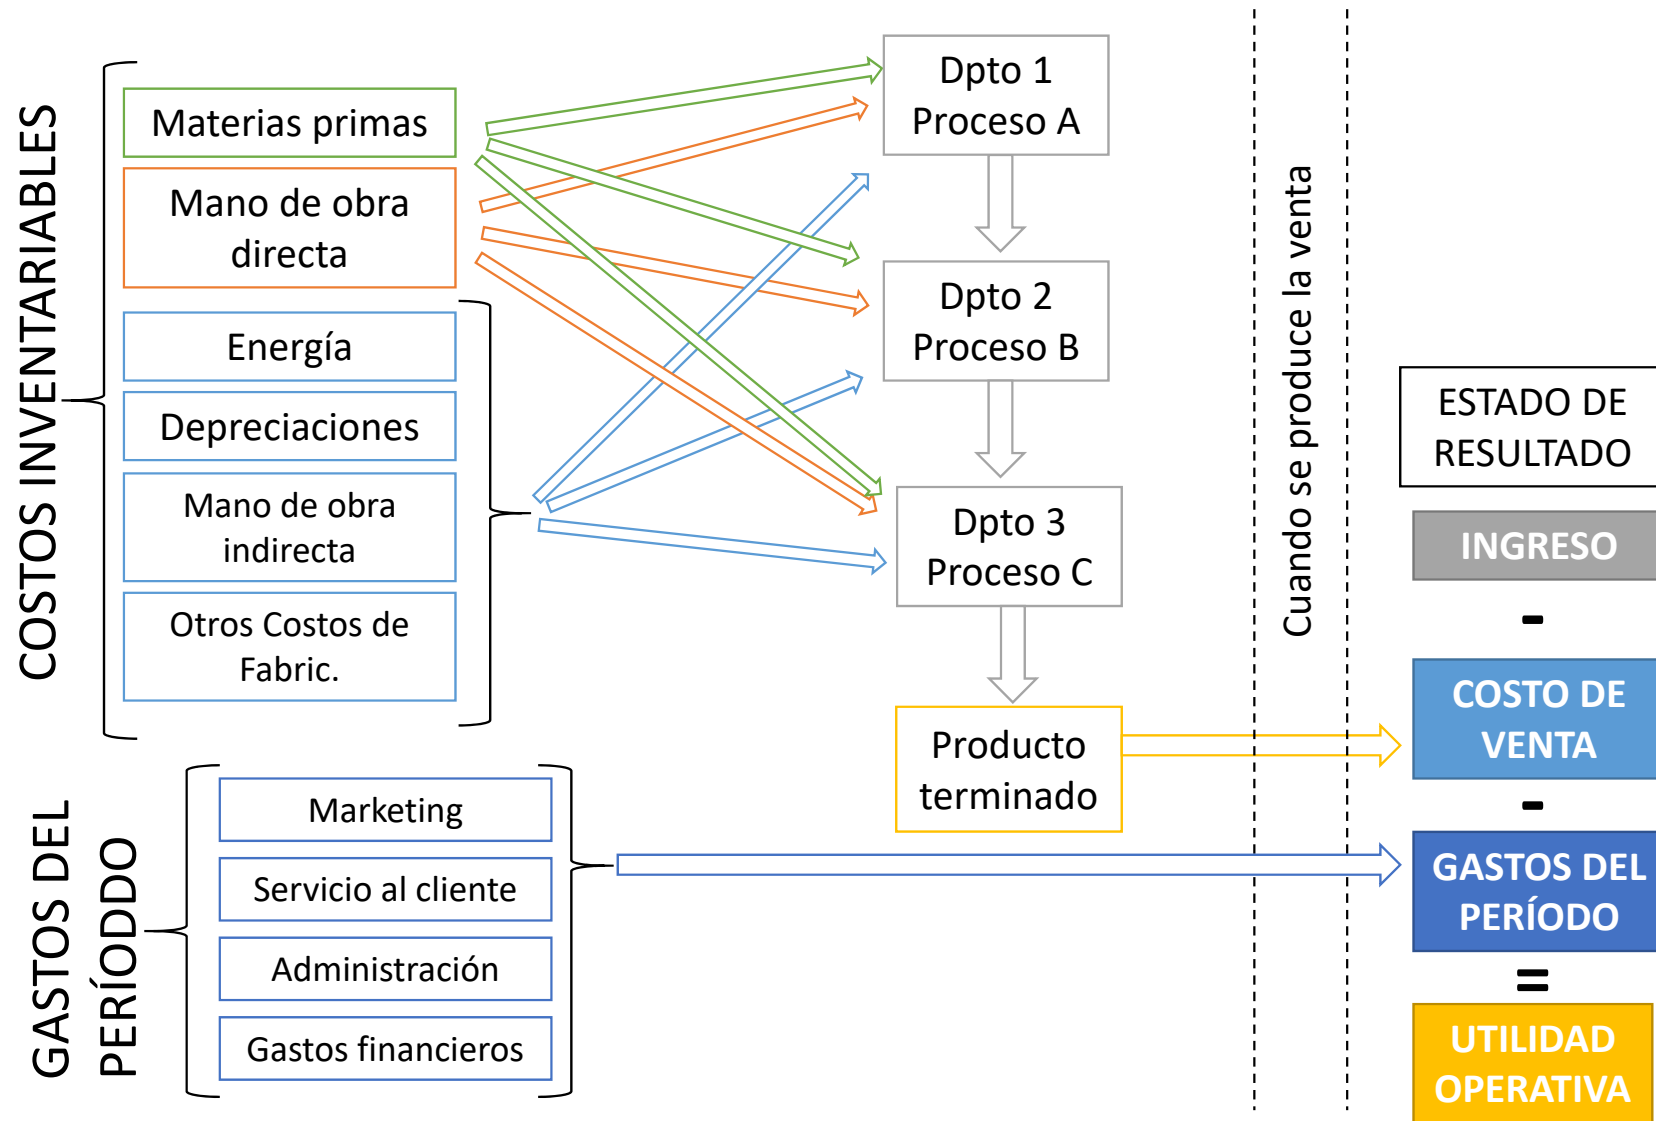 COSTOS INVENTARIABLES
Materias primas
Mano de obra
directa
Energía
Depreciaciones
Mano de obra
indirecta
Otros Costos de
Fabric.
GASTOS DEL
PERÍODDO
Marketing
Servicio al cliente
Administración
Gastos financieros
Dpto 1
Proceso A
Dpto 2
Proceso B
Dpto 3
Proceso C
Producto
terminado
Cuando se produce la venta
ESTADO DE
RESULTADO
INGRESO
-
COSTO DE
VENTA
-
GASTOS DEL
PERÍODO
=
UTILIDAD
OPERATIVA